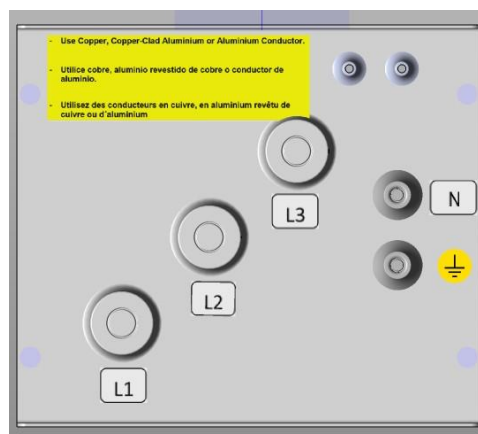 - Use Copper, Copper-Clad Aluminium or Aluminium Conductor.
- Utilice cobre, aluminio revestido de cobre o conductor de
aluminio.
- Utilisez des conducteurs en cuivre, en aluminium revêtu de
cuivre ou d'aluminium
L3
N
L2
L1